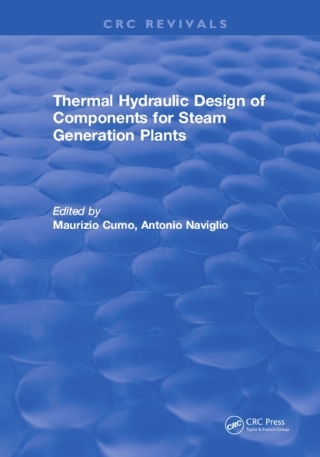 CRC REVIVALS
Thermal Hydraulic Design of
Components for Steam
Generation Plants
Edited by
Maurizio Cumo, Antonio Naviglio
CRC
CRC Press
Taylor & Francis Group